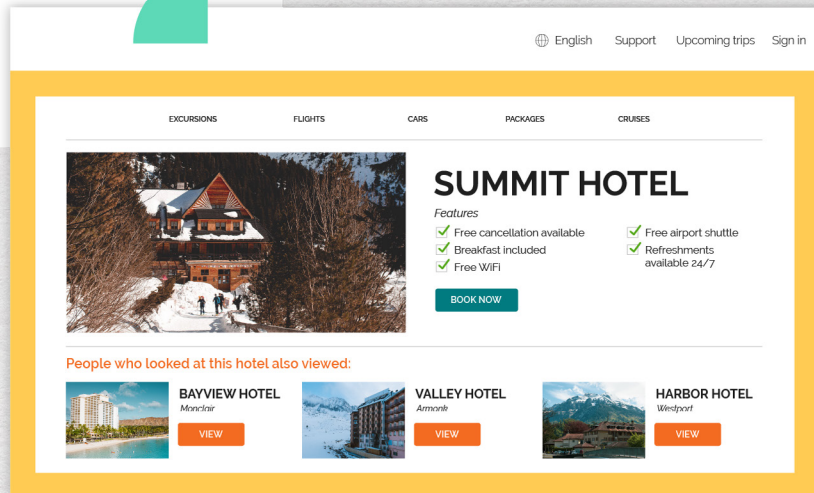 English Support Upcoming trips Sign in
EXCURSIONS FLIGHTS CARS PACKAGES CRUISES
SUMMIT HOTEL
Features
Free cancellation available
Breakfast included
Free WiFi
Free airport shuttle
Refreshments
available 24/7
BOOK NOW
People who looked at this hotel also viewed:
BAYVIEW HOTEL
Monclair
VIEW
VALLEY HOTEL
Armonk
VIEW
HARBOR HOTEL
Westport
VIEW